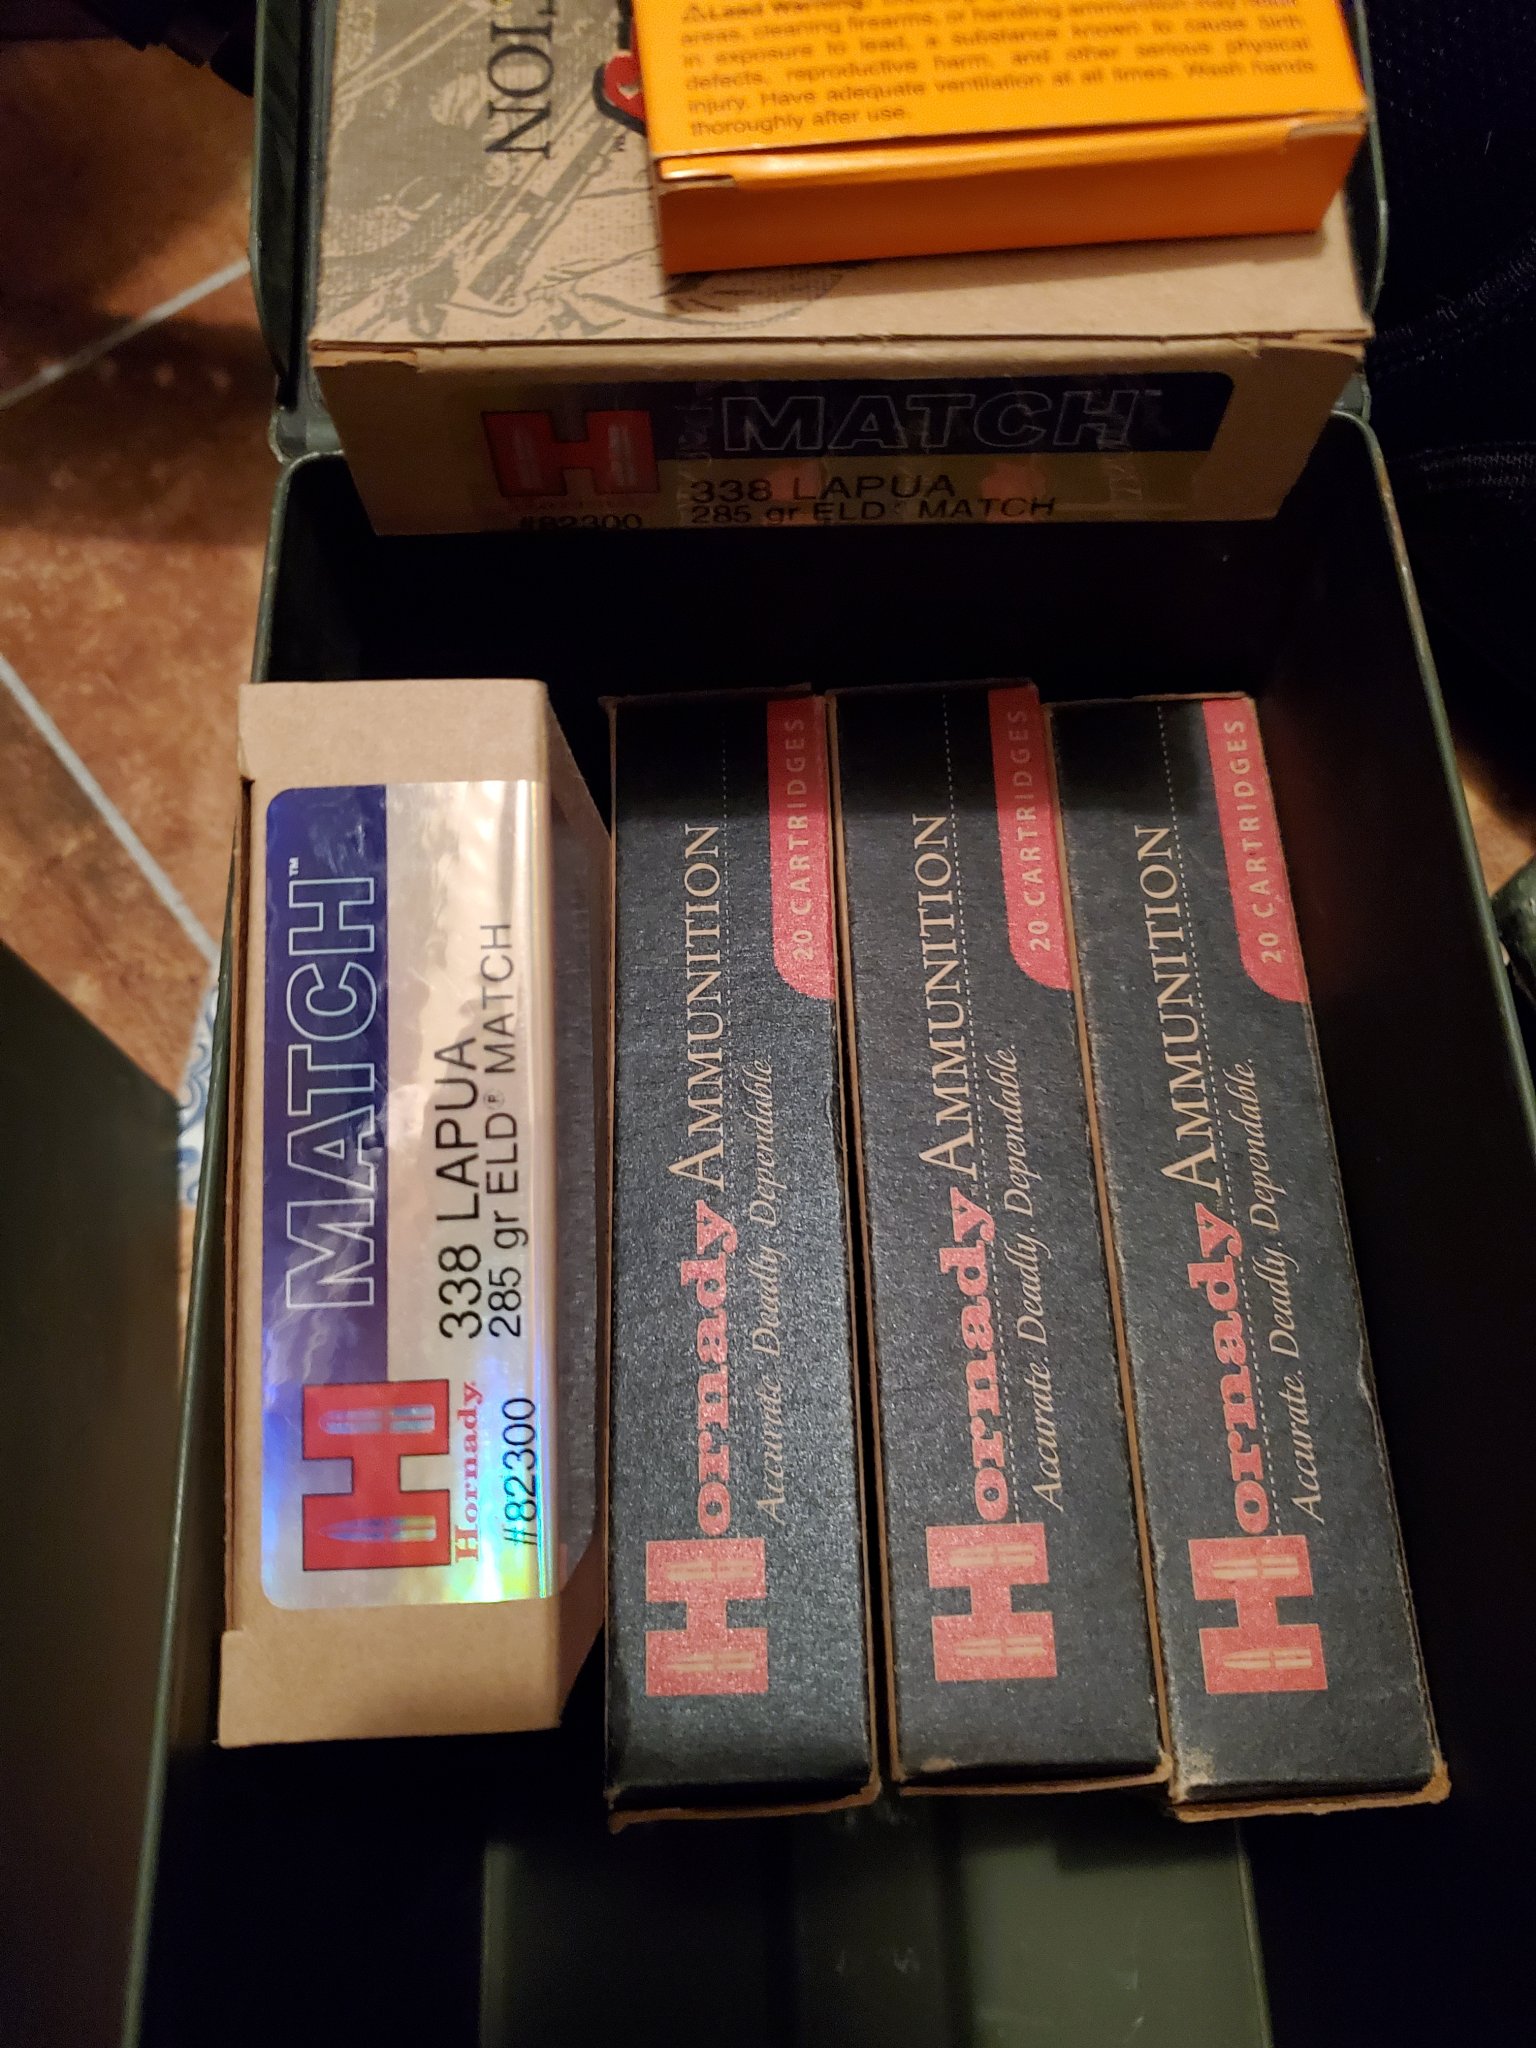 ⚠Lead Warning:
areas, cleaning firearms, or handling ammunition may
in exposure to lead, a substance known to cause birth
defects, reproductive harm, and other serious physical
injury. Have adequate ventilation at all times. Wash hands
thoroughly after use.
H MATCH
338 LAPUA
#82300 285 gr ELD® MATCH
MATCH™
338 LAPUA
285 gr ELD® MATCH
Hornady
#82300
20 CARTRIDGES
Hornady AMMUNITION
Accurate. Deadly. Dependable.
20 CARTRIDGES
Hornady AMMUNITION
Accurate. Deadly. Dependable.
20 CARTRIDGES
Hornady AMMUNITION
Accurate. Deadly. Dependable.